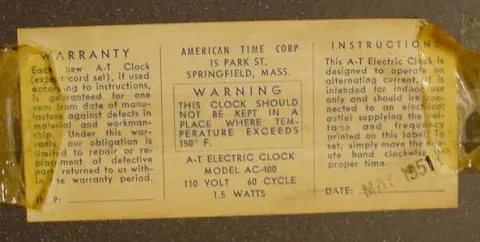 WARRANTY
Each new A-T Clock
(except cord set), if used
according to instructions,
is guaranteed for one
year from date of manu-
facture against defects in
material and workman-
ship. Under this war-
ranty our obligation is
limited to repair or re-
placement of defective
part returned to us with-
in the warranty period.
INSP:
AMERICAN TIME CORP
15 PARK ST.
SPRINGFIELD, MASS.
WARNING
THIS CLOCK SHOULD
NOT BE KEPT IN A
PLACE WHERE TEM-
PERATURE EXCEEDS
150° F.
A-T ELECTRIC CLOCK
MODEL AC-400
110 VOLT 60 CYCLE
1.5 WATTS
INSTRUCTIONS
This A-T Electric Clock is
designed to operate on
alternating current, it is
intended for indoor use
only and should be con-
nected to an electrical
outlet supplying the vol-
tage and frequency
printed on this label. To
set, simply move the min-
ute hand clockwise to
proper time.
DATE: MAY 1951